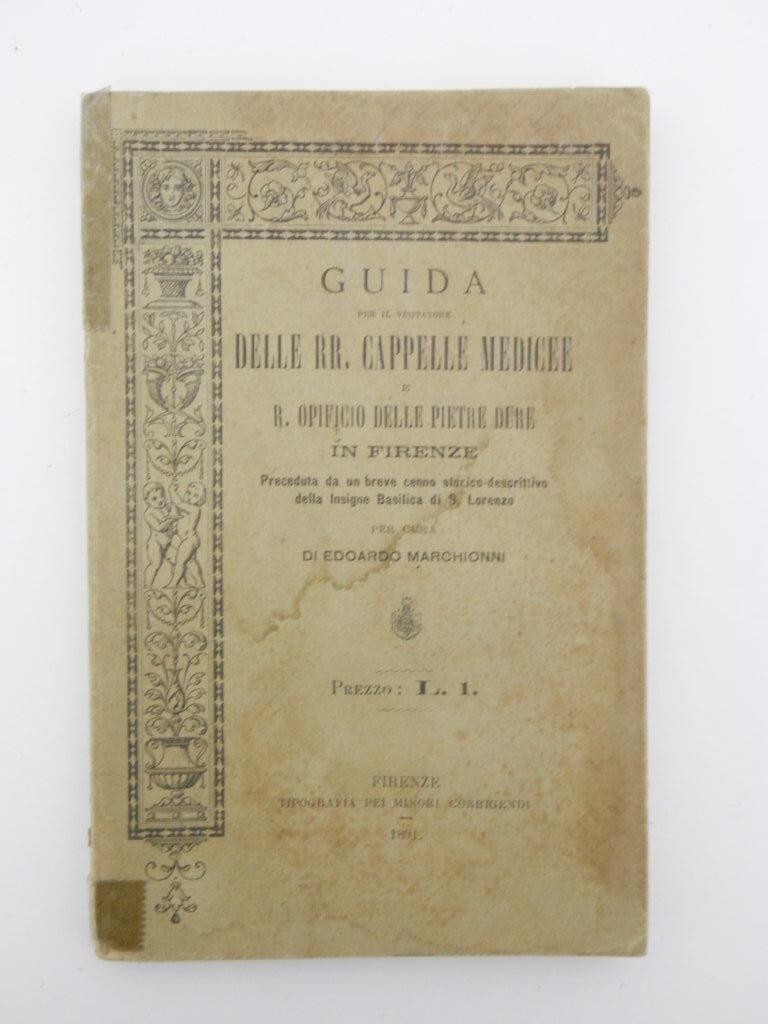 GUIDA
PER IL VISITATORE
DELLE RR. CAPPELLE MEDICEE
E
R. OPIFICIO DELLE PIETRE DURE
IN FIRENZE
Preceduta da un breve cenno storico-descrittivo
della Insigne Basilica di S. Lorenzo
PER CURA
DI EDOARDO MARCHIONNI
PREZZO: L. 1.
FIRENZE
TIPOGRAFIA PEI MINORI CORRIGENDI
1891.